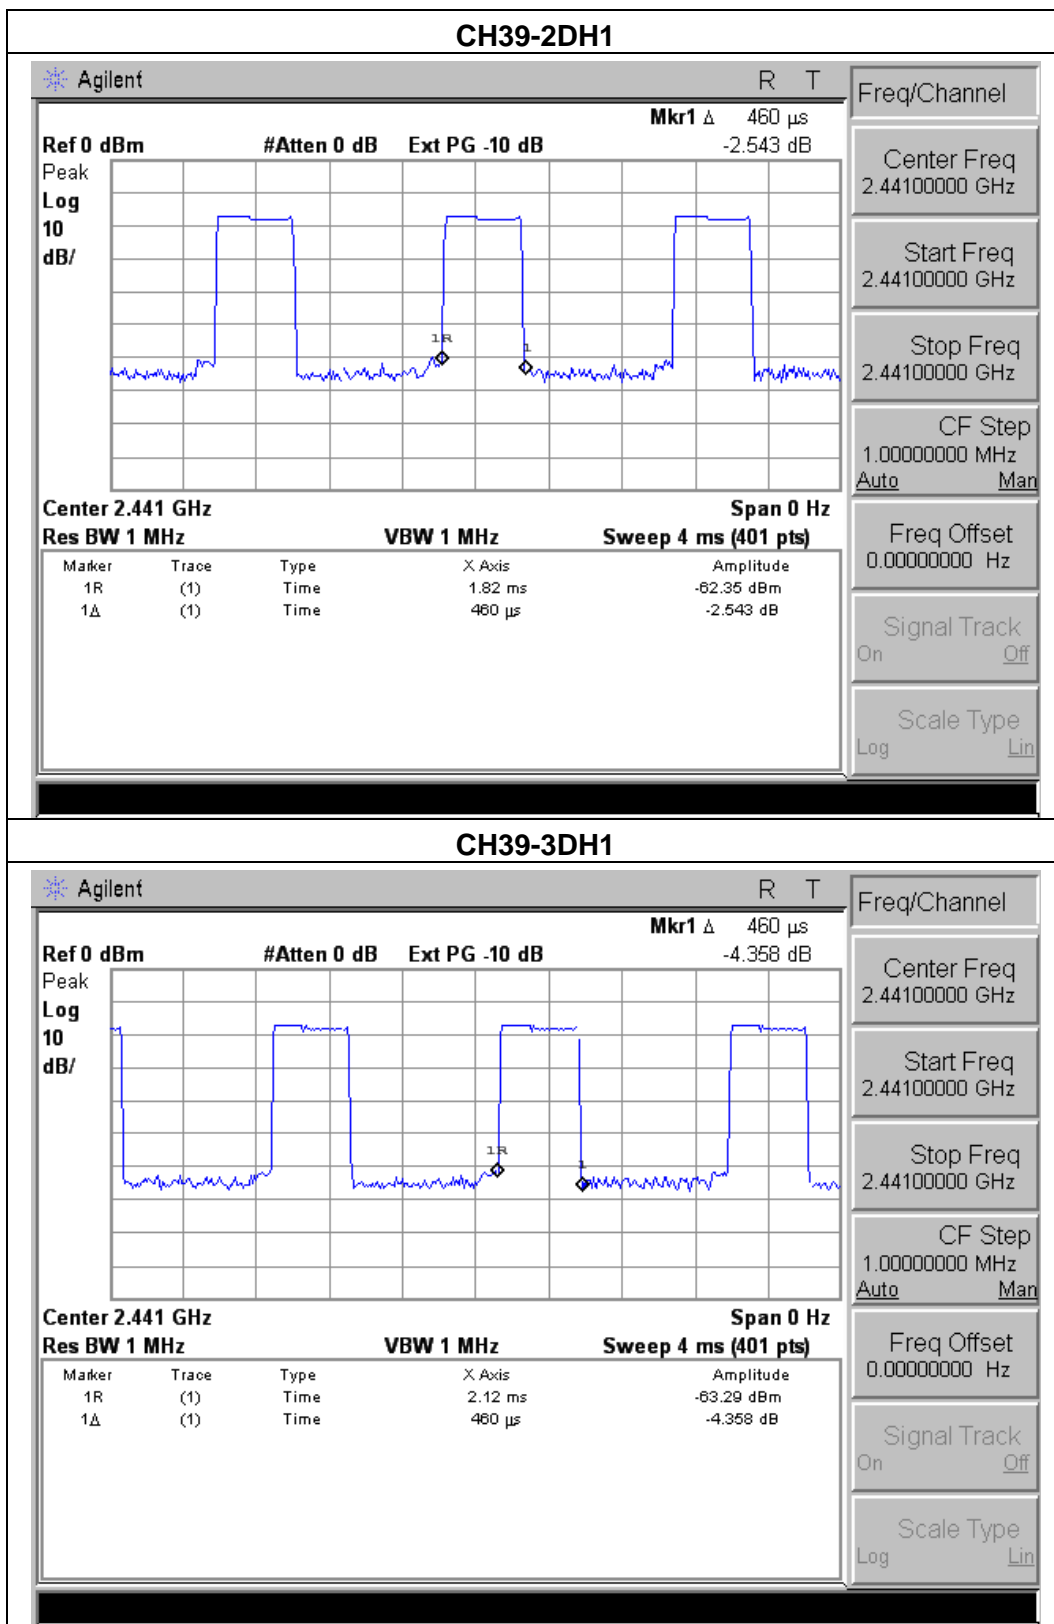 CH39-2DH1
Agilent R T
Mkr1 Δ 460 µs
Ref 0 dBm #Atten 0 dB Ext PG -10 dB -2.543 dB
Peak
Log
10
dB/
1R
1
Center 2.441 GHz Span 0 Hz
Res BW 1 MHz VBW 1 MHz Sweep 4 ms (401 pts)
Marker Trace Type X Axis Amplitude
1R (1) Time 1.82 ms -62.35 dBm
1Δ (1) Time 460 µs -2.543 dB
Freq/Channel
Center Freq
2.44100000 GHz
Start Freq
2.44100000 GHz
Stop Freq
2.44100000 GHz
CF Step
1.00000000 MHz
Auto Man
Freq Offset
0.00000000 Hz
Signal Track
On Off
Scale Type
Log Lin
CH39-3DH1
Agilent R T
Mkr1 Δ 460 µs
Ref 0 dBm #Atten 0 dB Ext PG -10 dB -4.358 dB
Peak
Log
10
dB/
1R
1
Center 2.441 GHz Span 0 Hz
Res BW 1 MHz VBW 1 MHz Sweep 4 ms (401 pts)
Marker Trace Type X Axis Amplitude
1R (1) Time 2.12 ms -63.29 dBm
1Δ (1) Time 460 µs -4.358 dB
Freq/Channel
Center Freq
2.44100000 GHz
Start Freq
2.44100000 GHz
Stop Freq
2.44100000 GHz
CF Step
1.00000000 MHz
Auto Man
Freq Offset
0.00000000 Hz
Signal Track
On Off
Scale Type
Log Lin